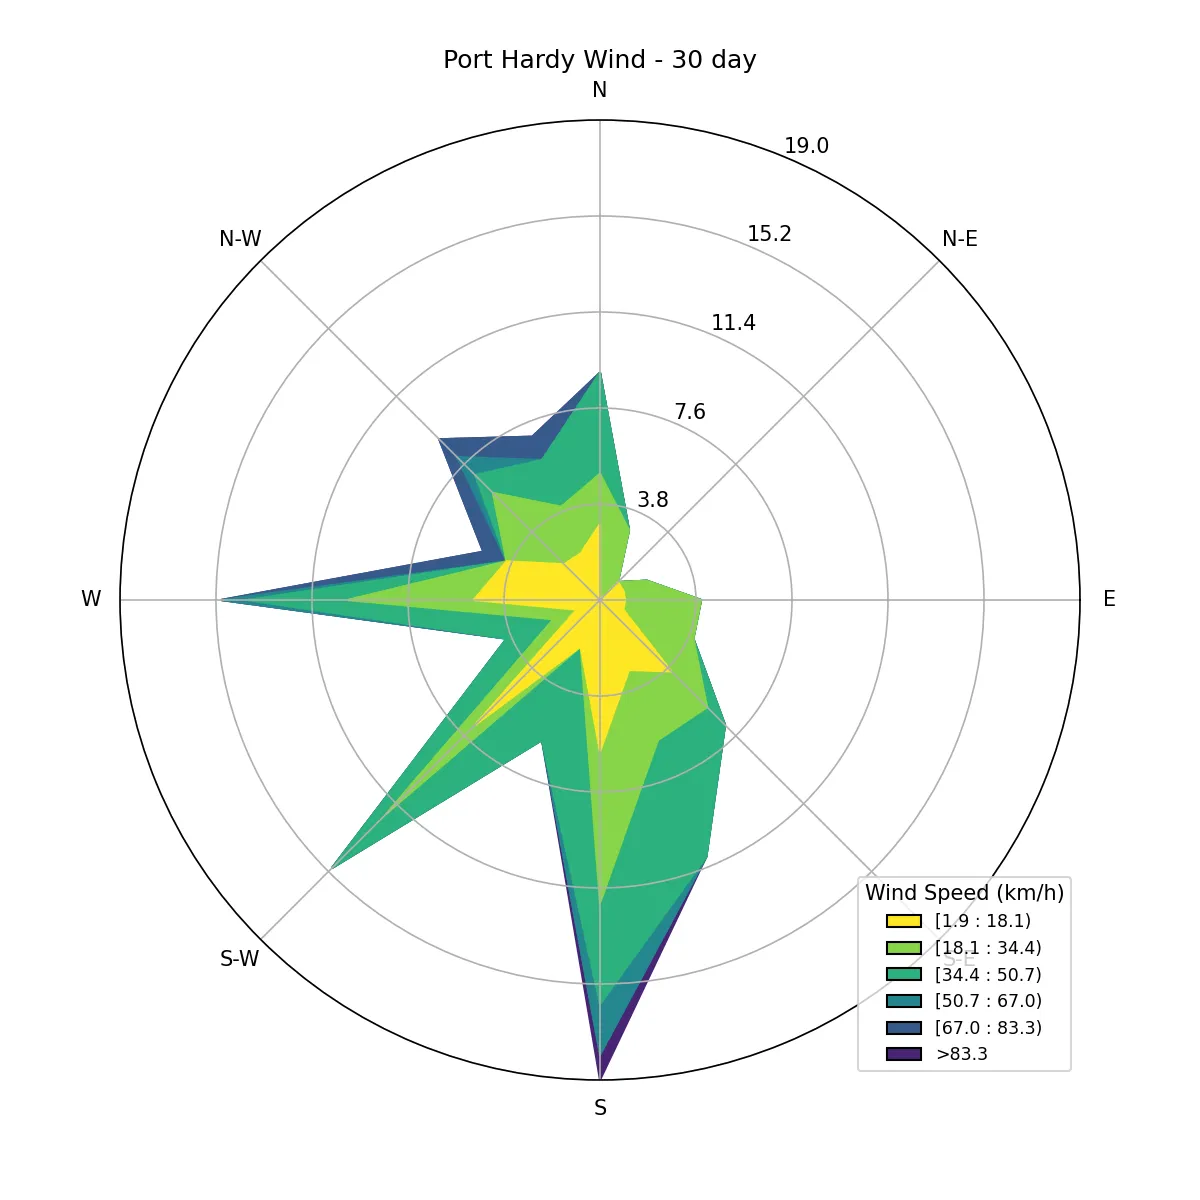 Port Hardy Wind - 30 day
N
19.0
N-W
15.2
N-E
11.4
7.6
3.8
W
E
S-W
S-E
S
Wind Speed (km/h)
[1.9 : 18.1)
[18.1 : 34.4)
[34.4 : 50.7)
[50.7 : 67.0)
[67.0 : 83.3)
>83.3